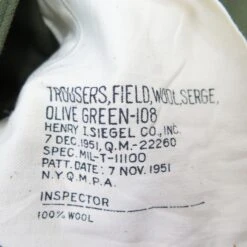 TROUSERS, FIELD, WOOL, SERGE,
OLIVE GREEN-108
HENRY I. SIEGEL CO., INC.
7 DEC. 1951, Q.M.-22260
SPEC. MIL-T-11100
PATT. DATE: 7 NOV. 1951
N.Y.Q.M.P.A.
INSPECTOR
100% WOOL